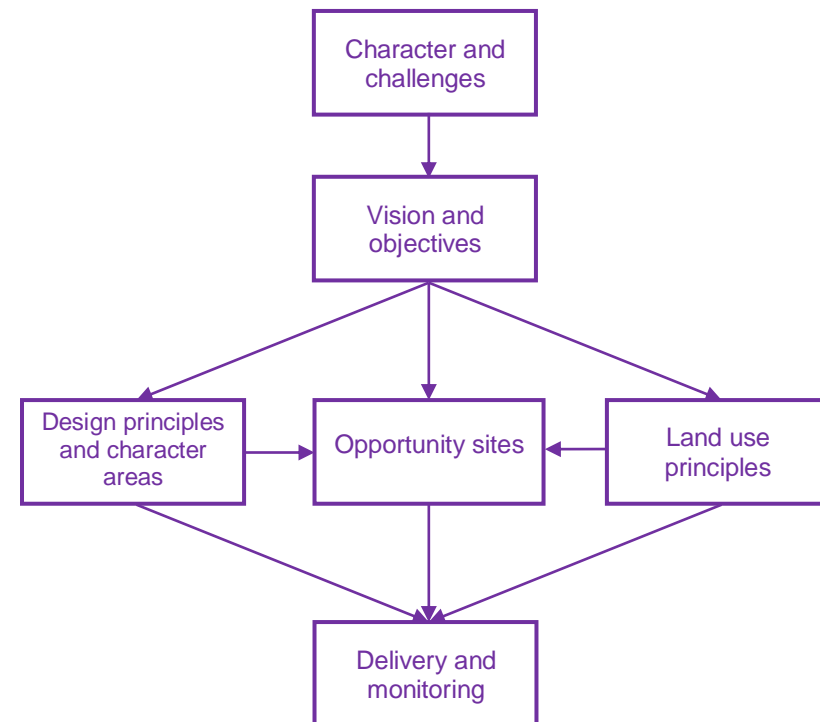 Character and
challenges
Vision and
objectives
Design principles
and character
areas
Opportunity sites
Land use
principles
Delivery and
monitoring